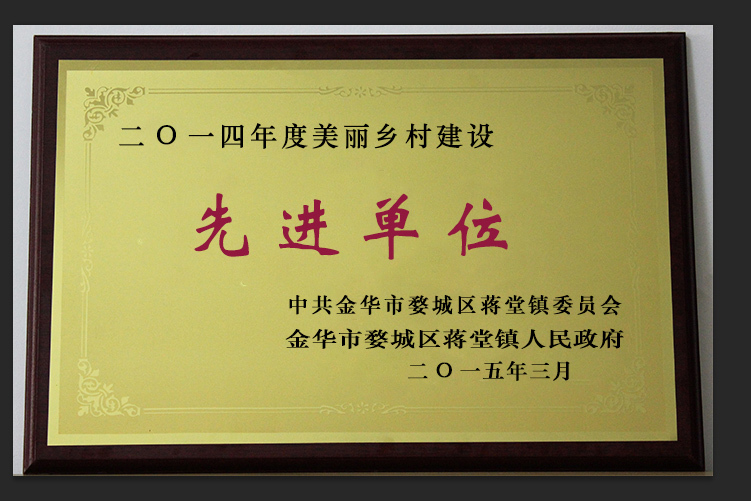 二O一四年度美丽乡村建设
先进单位
中共金华市婺城区蒋堂镇委员会
金华市婺城区蒋堂镇人民政府
二O一五年三月